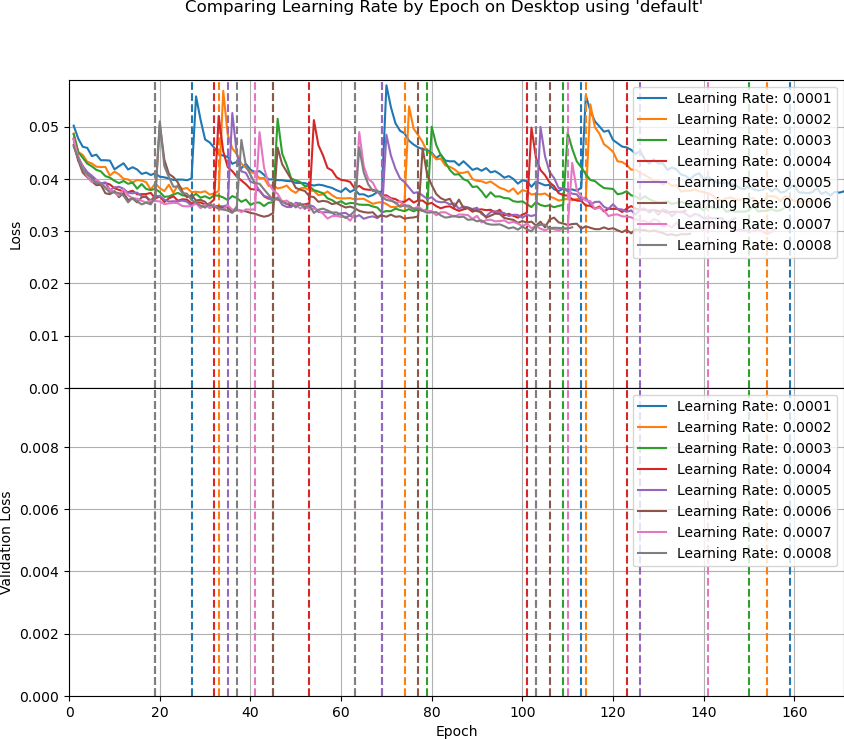 Comparing Learning Rate by Epoch on Desktop using 'default'
Loss
0.05
0.04
0.03
0.02
0.01
0.00
Learning Rate: 0.0001
Learning Rate: 0.0002
Learning Rate: 0.0003
Learning Rate: 0.0004
Learning Rate: 0.0005
Learning Rate: 0.0006
Learning Rate: 0.0007
Learning Rate: 0.0008
Validation Loss
0.008
0.006
0.004
0.002
0.000
Learning Rate: 0.0001
Learning Rate: 0.0002
Learning Rate: 0.0003
Learning Rate: 0.0004
Learning Rate: 0.0005
Learning Rate: 0.0006
Learning Rate: 0.0007
Learning Rate: 0.0008
0 20 40 60 80 100 120 140 160
Epoch